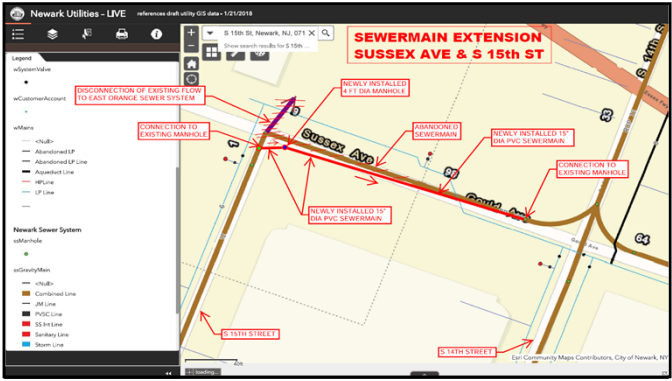 Newark Utilities - LIVE
references draft utility GIS data - 1/21/2018
Legend
wSystemValve
wCustomerAccount
wMains
<Null>
Abandoned LP
Abandoned LP Line
Aqueduct Line
HPLine
LP Line
Newark Sewer System
ssManhole
ssGravityMain
<Null>
Combined Line
JM Line
PVSC Line
SS Int Line
Sanitary Line
Storm Line
S 15th St, Newark, NJ, 071
Show search results for S 15th ...
SEWERMAIN EXTENSION
SUSSEX AVE & S 15th ST
DISCONNECTION OF EXISTING FLOW
TO EAST ORANGE SEWER SYSTEM
NEWLY INSTALLED
4 FT DIA MANHOLE
CONNECTION TO
EXISTING MANHOLE
ABANDONED
SEWERMAIN
NEWLY INSTALLED 15"
DIA PVC SEWERMAIN
CONNECTION TO
EXISTING MANHOLE
NEWLY INSTALLED 15"
DIA PVC SEWERMAIN
Sussex Ave
Gould Av
S 14th S
64
S 15TH STREET
S 14TH STREET
loading...
Esri Community Maps Contributors, City of Newark, NY